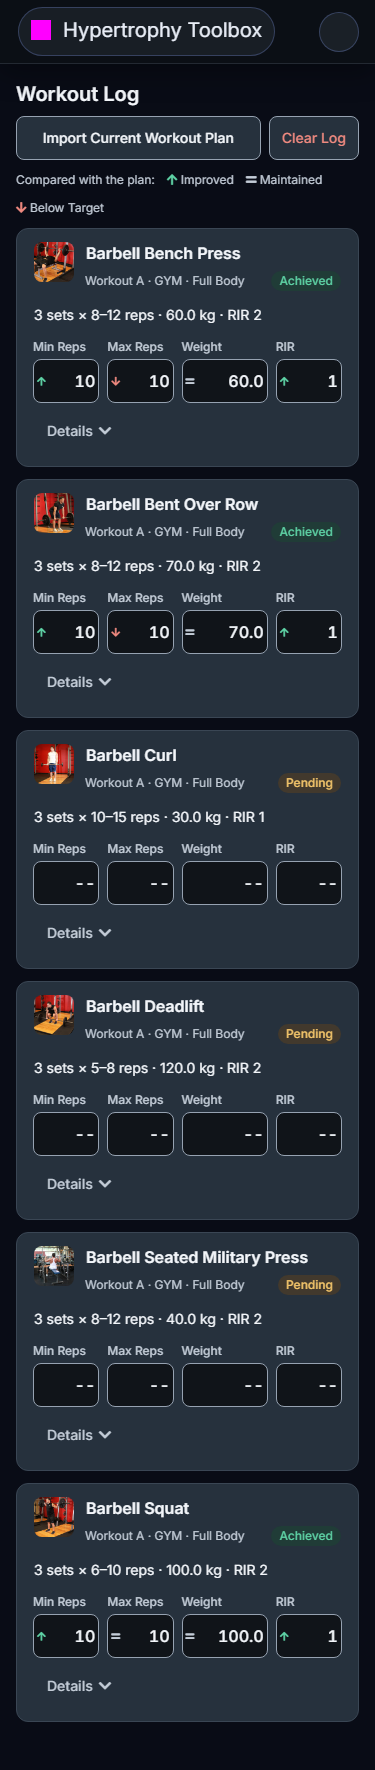 Hypertrophy Toolbox
Workout Log
Import Current Workout Plan
Clear Log
Compared with the plan: ↑ Improved = Maintained
↓ Below Target
Barbell Bench Press
Workout A · GYM · Full Body Achieved
3 sets × 8–12 reps · 60.0 kg · RIR 2
Min Reps Max Reps Weight RIR
↑ 10 ↓ 10 = 60.0 ↑ 1
Details
Barbell Bent Over Row
Workout A · GYM · Full Body Achieved
3 sets × 8–12 reps · 70.0 kg · RIR 2
Min Reps Max Reps Weight RIR
↑ 10 ↓ 10 = 70.0 ↑ 1
Details
Barbell Curl
Workout A · GYM · Full Body Pending
3 sets × 10–15 reps · 30.0 kg · RIR 1
Min Reps Max Reps Weight RIR
-- -- -- --
Details
Barbell Deadlift
Workout A · GYM · Full Body Pending
3 sets × 5–8 reps · 120.0 kg · RIR 2
Min Reps Max Reps Weight RIR
-- -- -- --
Details
Barbell Seated Military Press
Workout A · GYM · Full Body Pending
3 sets × 8–12 reps · 40.0 kg · RIR 2
Min Reps Max Reps Weight RIR
-- -- -- --
Details
Barbell Squat
Workout A · GYM · Full Body Achieved
3 sets × 6–10 reps · 100.0 kg · RIR 2
Min Reps Max Reps Weight RIR
↑ 10 = 10 = 100.0 ↑ 1
Details